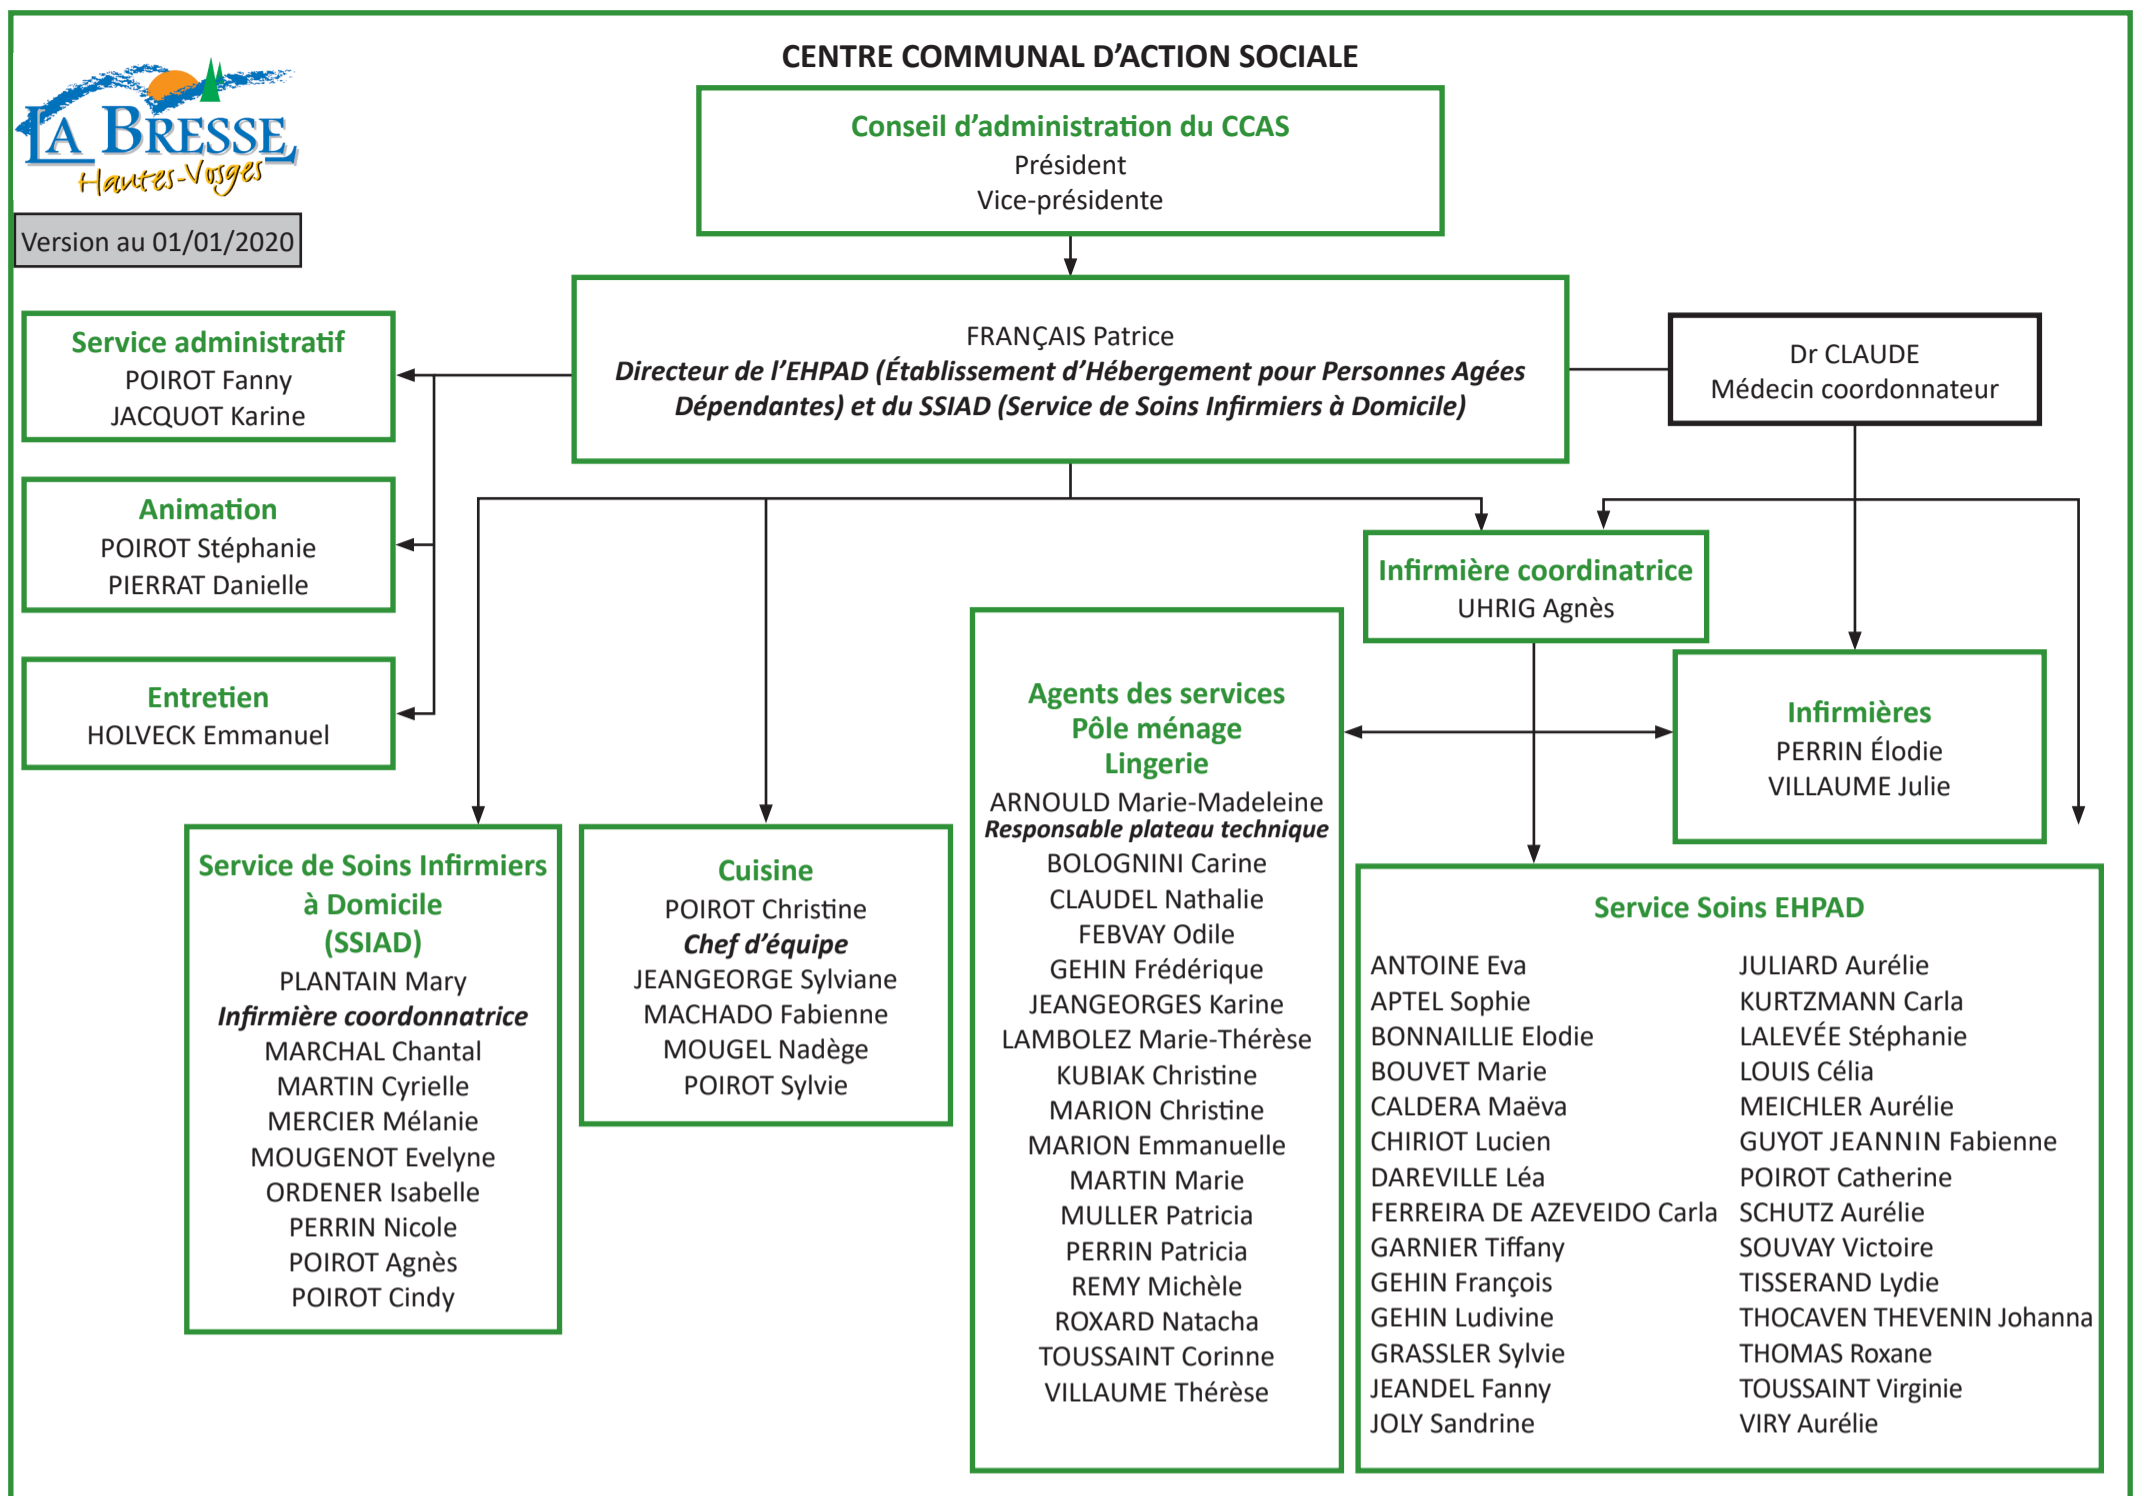 CENTRE COMMUNAL D’ACTION SOCIALE
LA BRESSE
Hautes-Vosges
Version au 01/01/2020
Conseil d’administration du CCAS
Président
Vice-présidente
FRANÇAIS Patrice
Directeur de l’EHPAD (Établissement d’Hébergement pour Personnes Agées
Dépendantes) et du SSIAD (Service de Soins Infirmiers à Domicile)
Dr CLAUDE
Médecin coordonnateur
Service administratif
POIROT Fanny
JACQUOT Karine
Animation
POIROT Stéphanie
PIERRAT Danielle
Entretien
HOLVECK Emmanuel
Infirmière coordinatrice
UHRIG Agnès
Infirmières
PERRIN Élodie
VILLAUME Julie
Service de Soins Infirmiers
à Domicile
(SSIAD)
PLANTAIN Mary
Infirmière coordonnatrice
MARCHAL Chantal
MARTIN Cyrielle
MERCIER Mélanie
MOUGENOT Evelyne
ORDENER Isabelle
PERRIN Nicole
POIROT Agnès
POIROT Cindy
Cuisine
POIROT Christine
Chef d’équipe
JEANGEORGE Sylviane
MACHADO Fabienne
MOUGEL Nadège
POIROT Sylvie
Agents des services
Pôle ménage
Lingerie
ARNOULD Marie-Madeleine
Responsable plateau technique
BOLOGNINI Carine
CLAUDEL Nathalie
FEBVAY Odile
GEHIN Frédérique
JEANGEORGES Karine
LAMBOLEZ Marie-Thérèse
KUBIAK Christine
MARION Christine
MARION Emmanuelle
MARTIN Marie
MULLER Patricia
PERRIN Patricia
REMY Michèle
ROXARD Natacha
TOUSSAINT Corinne
VILLAUME Thérèse
Service Soins EHPAD
ANTOINE Eva
APTEL Sophie
BONNAILLIE Elodie
BOUVET Marie
CALDERA Maëva
CHIRIOT Lucien
DAREVILLE Léa
FERREIRA DE AZEVEIDO Carla
GARNIER Tiffany
GEHIN François
GEHIN Ludivine
GRASSLER Sylvie
JEANDEL Fanny
JOLY Sandrine
JULIARD Aurélie
KURTZMANN Carla
LALEVÉE Stéphanie
LOUIS Célia
MEICHLER Aurélie
GUYOT JEANNIN Fabienne
POIROT Catherine
SCHUTZ Aurélie
SOUVAY Victoire
TISSERAND Lydie
THOCAVEN THEVENIN Johanna
THOMAS Roxane
TOUSSAINT Virginie
VIRY Aurélie